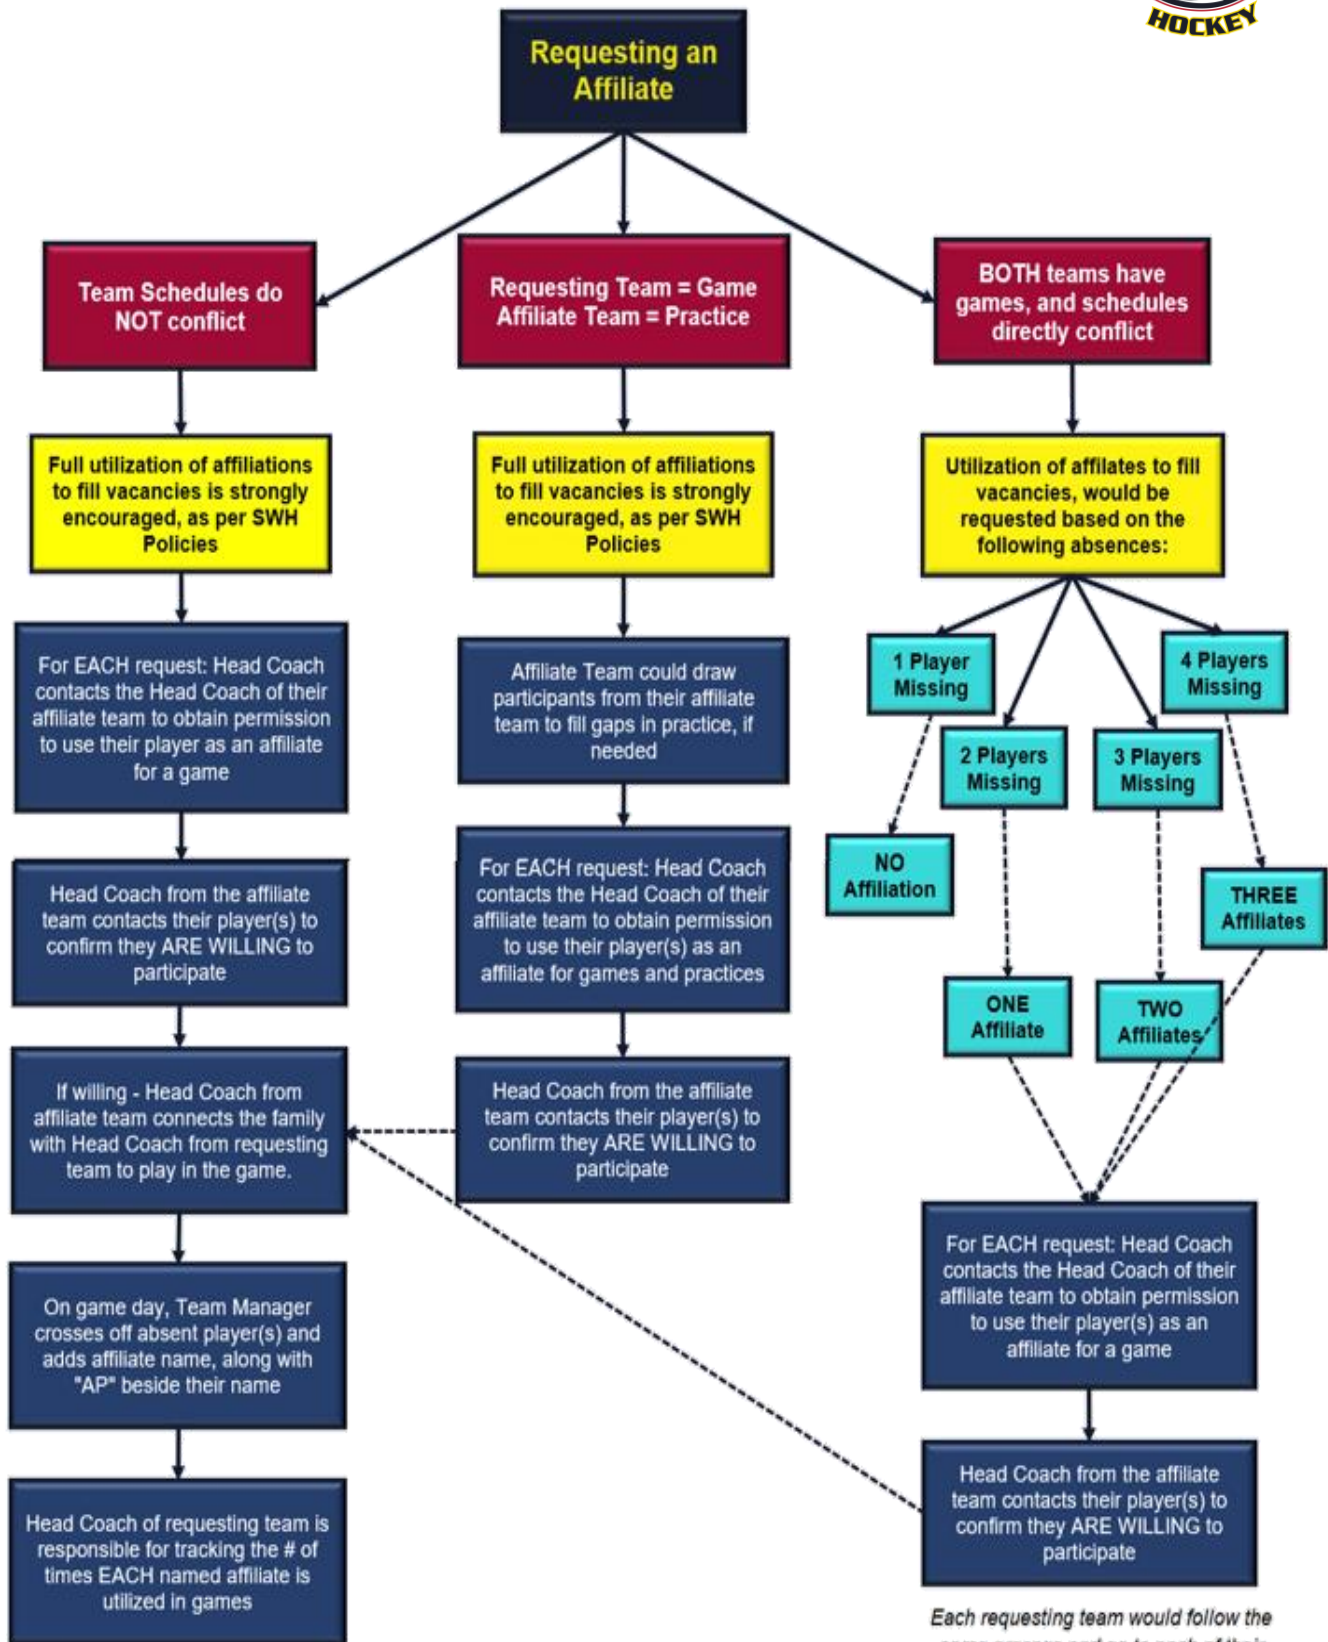 HOCKEY
Requesting an
Affiliate
Team Schedules do
NOT conflict
Requesting Team = Game
Affiliate Team = Practice
BOTH teams have
games, and schedules
directly conflict
Full utilization of affiliations
to fill vacancies is strongly
encouraged, as per SWH
Policies
Full utilization of affiliations
to fill vacancies is strongly
encouraged, as per SWH
Policies
Utilization of affilates to fill
vacancies, would be
requested based on the
following absences:
For EACH request: Head Coach
contacts the Head Coach of their
affiliate team to obtain permission
to use their player as an affiliate
for a game
Affiliate Team could draw
participants from their affiliate
team to fill gaps in practice, if
needed
1 Player
Missing
4 Players
Missing
2 Players
Missing
3 Players
Missing
NO
Affiliation
THREE
Affiliates
ONE
Affiliate
TWO
Affiliates
Head Coach from the affiliate
team contacts their player(s) to
confirm they ARE WILLING to
participate
For EACH request: Head Coach
contacts the Head Coach of their
affiliate team to obtain permission
to use their player(s) as an
affiliate for games and practices
If willing - Head Coach from
affiliate team connects the family
with Head Coach from requesting
team to play in the game.
Head Coach from the affiliate
team contacts their player(s) to
confirm they ARE WILLING to
participate
For EACH request: Head Coach
contacts the Head Coach of their
affiliate team to obtain permission
to use their player(s) as an
affiliate for a game
On game day, Team Manager
crosses off absent player(s) and
adds affiliate name, along with
"AP" beside their name
Head Coach from the affiliate
team contacts their player(s) to
confirm they ARE WILLING to
participate
Head Coach of requesting team is
responsible for tracking the # of
times EACH named affiliate is
utilized in games
Each requesting team would follow the